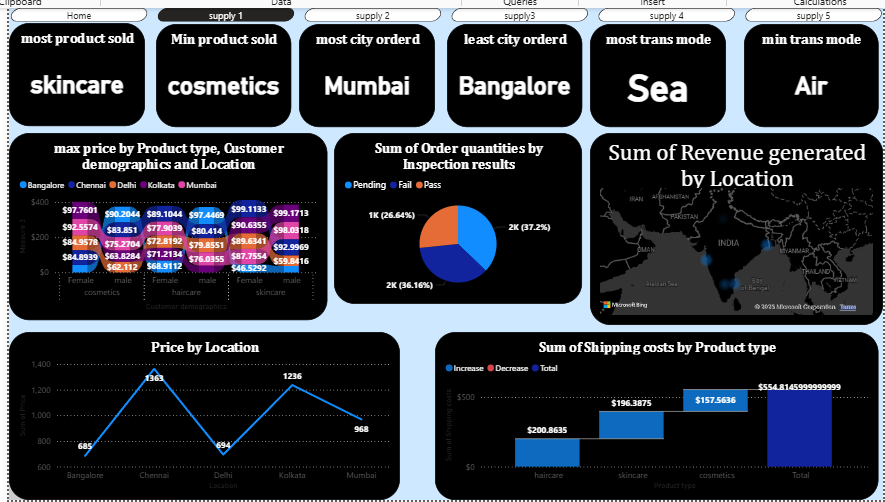 Clipboard
Data
Queries
Insert
Calculations
Home
supply 1
supply 2
supply3
supply 4
supply 5
most product sold
skincare
Min product sold
cosmetics
most city orderd
Mumbai
least city orderd
Bangalore
most trans mode
Sea
min trans mode
Air
max price by Product type, Customer
demographics and Location
Bangalore Chennai Delhi Kolkata Mumbai
$400
$200
$0
Measure 2
$97.7601
$92.5574
$84.9578
$84.8939
$90.2044
$83.851
$75.2704
$63.8284
$62.112
$89.1044
$77.9039
$72.8192
$71.2134
$68.9112
$97.4469
$80.414
$79.8551
$76.0355
$99.1133
$90.6355
$89.6341
$87.7554
$46.5292
$99.1713
$98.0318
$92.9969
$59.8416
Female male Female male Female male
cosmetics haircare skincare
Customer demographics
Sum of Order quantities by
Inspection results
Pending Fail Pass
1K (26.64%)
2K (37.2%)
2K (36.16%)
Sum of Revenue generated
by Location
IRAN
AFGHANISTAN
PAKISTAN
OMAN
INDIA
MYANMAR
THAILAND
VIETNAM
Arabian Sea
Bay
of Bengal
Microsoft Bing
© 2025 Microsoft Corporation Terms
Price by Location
1,400
1,200
1,000
800
600
Sum of Price
685
1363
694
1236
968
Bangalore Chennai Delhi Kolkata Mumbai
Location
Sum of Shipping costs by Product type
Increase Decrease Total
$500
$0
Sum of Shipping costs
$200.8635
$196.3875
$157.5636
$554.8145999999999
haircare skincare cosmetics Total
Product type